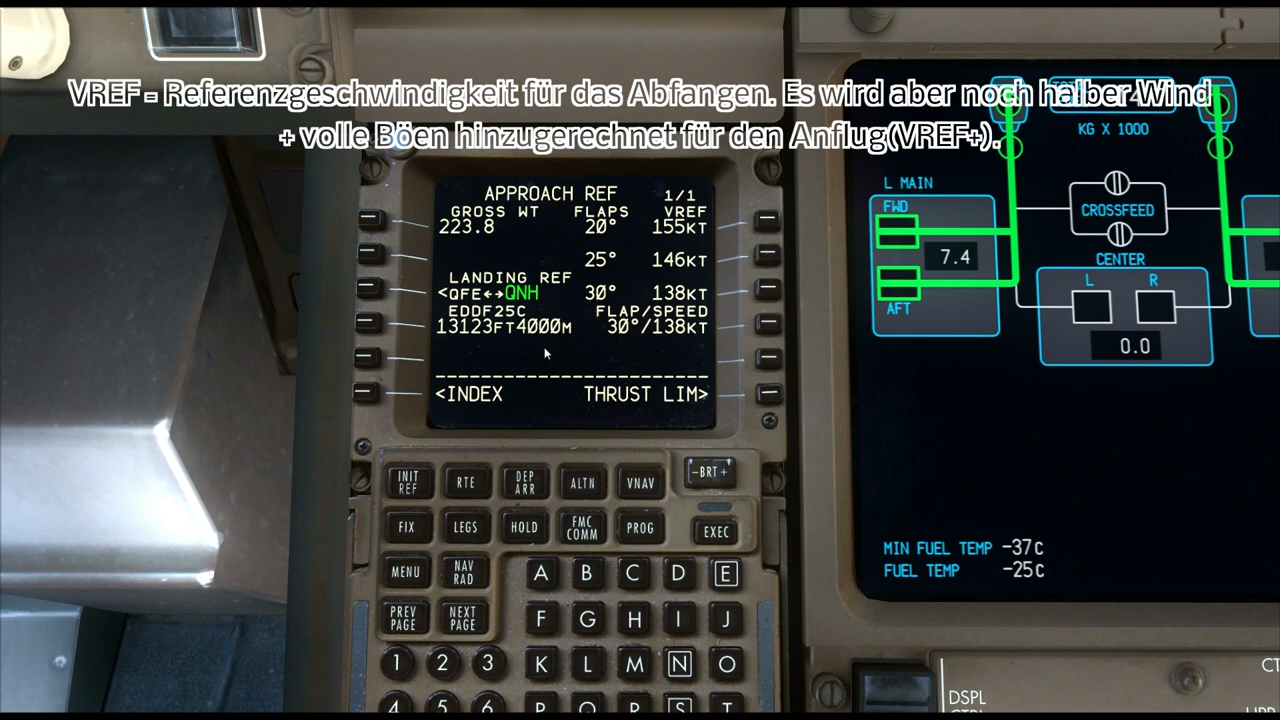 VREF - Referenzgeschwindigkeit für das Abfangen. Es wird aber noch halber Wind
+ volle Böen hinzugerechnet für den Anflug(VREF+).
KG X 1000
APPROACH REF 1/1
GROSS WT FLAPS VREF
223.8 20° 155KT
25° 146KT
LANDING REF
<QFE↔QNH 30° 138KT
EDDF25C FLAP/SPEED
13123FT4000M 30°/138KT
<INDEX THRUST LIM>
L MAIN
FWD
7.4
AFT
CROSSFEED
CENTER
L R
0.0
MIN FUEL TEMP -37C
FUEL TEMP -25C
INIT REF
RTE
DEP ARR
ALTN
VNAV
-BRT+
FIX
LEGS
HOLD
FMC COMM
PROG
EXEC
MENU
NAV RAD
PREV PAGE
NEXT PAGE
A B C D E
F G H I J
1 2 3 K L M N O
4 5 6
DSPL